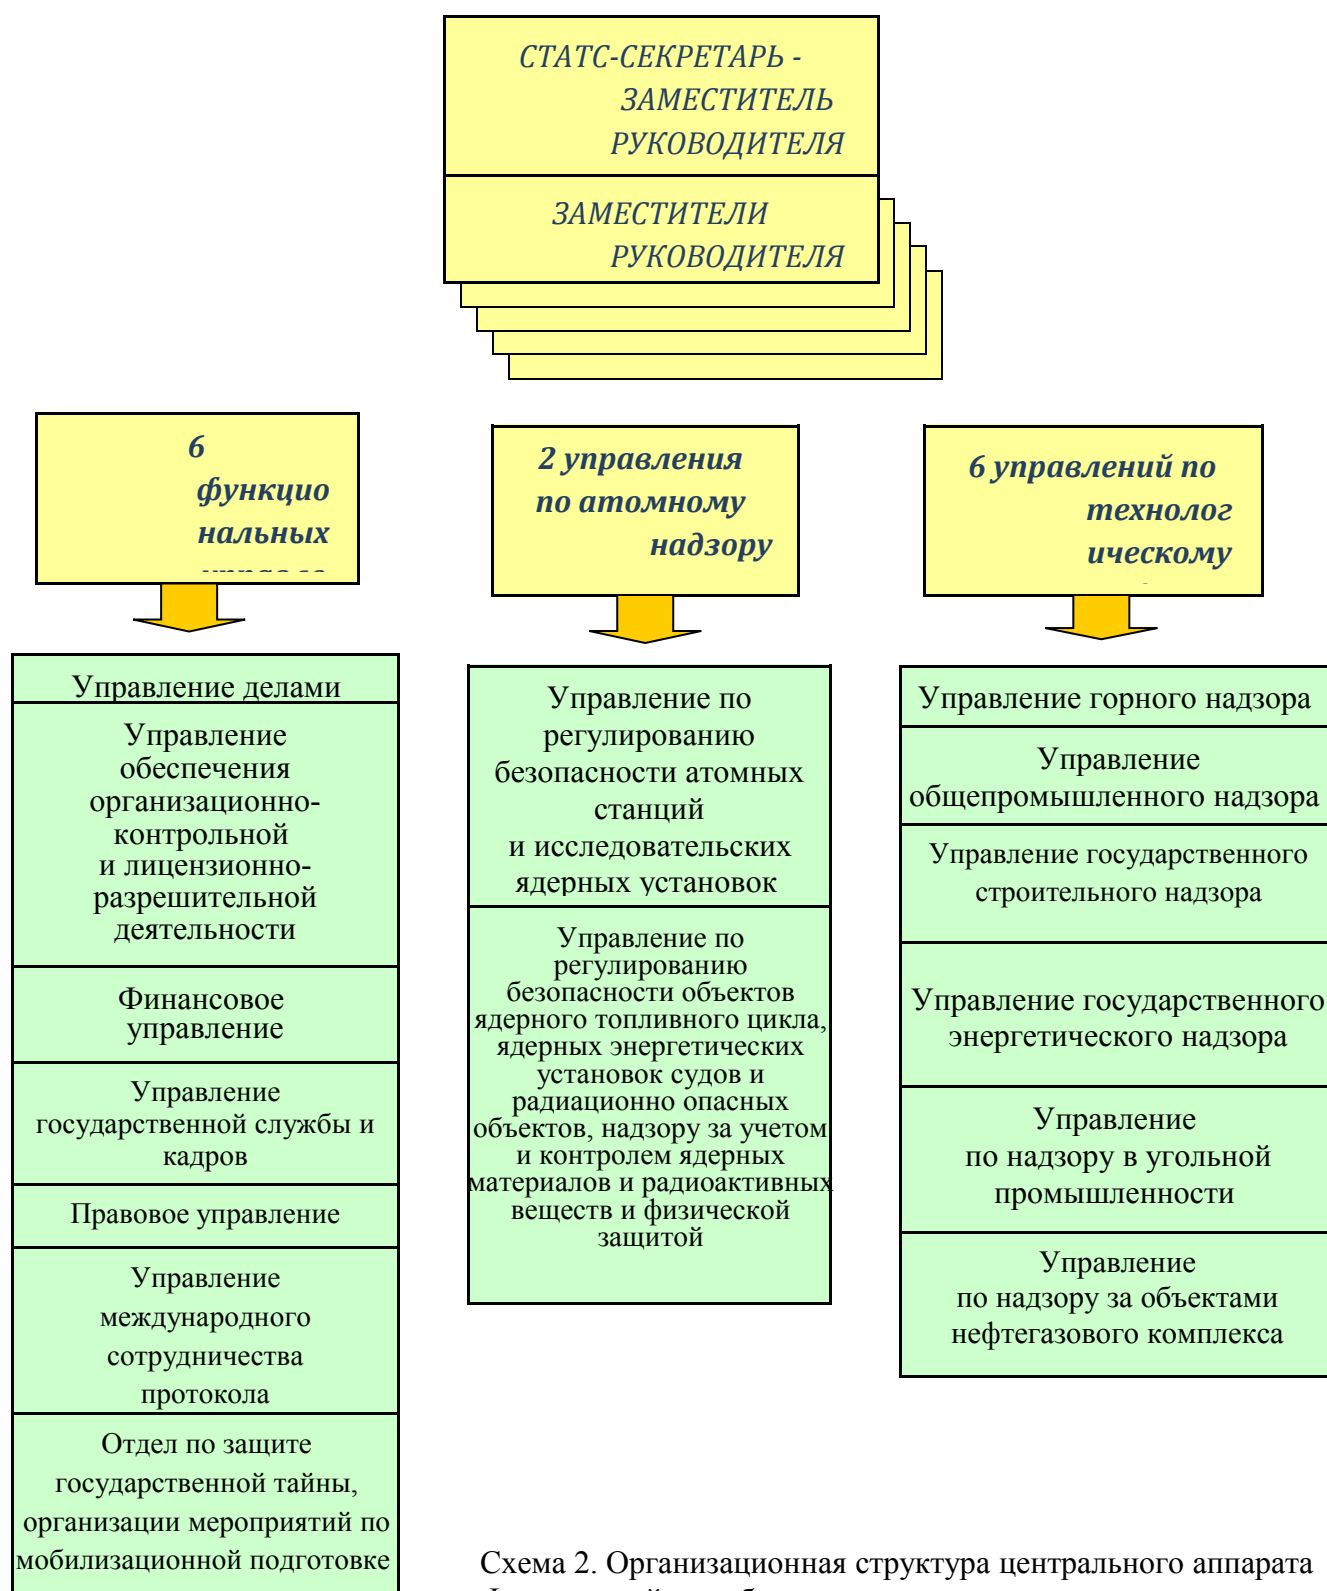 СТАТС-СЕКРЕТАРЬ -
ЗАМЕСТИТЕЛЬ
РУКОВОДИТЕЛЯ
ЗАМЕСТИТЕЛИ
РУКОВОДИТЕЛЯ
6
функцио
нальных
2 управления
по атомному
надзору
6 управлений по
технолог
ическому
Управление делами
Управление
обеспечения
организационно-
контрольной
и лицензионно-
разрешительной
деятельности
Финансовое
управление
Управление
государственной службы и
кадров
Правовое управление
Управление
международного
сотрудничества
протокола
Отдел по защите
государственной тайны,
организации мероприятий по
мобилизационной подготовке
Управление по
регулированию
безопасности атомных
станций
и исследовательских
ядерных установок
Управление по
регулированию
безопасности объектов
ядерного топливного цикла,
ядерных энергетических
установок судов и
радиационно опасных
объектов, надзору за учетом
и контролем ядерных
материалов и радиоактивных
веществ и физической
защитой
Управление горного надзора
Управление
общепромышленного надзора
Управление государственного
строительного надзора
Управление государственного
энергетического надзора
Управление
по надзору в угольной
промышленности
Управление
по надзору за объектами
нефтегазового комплекса
Схема 2. Организационная структура центрального аппарата